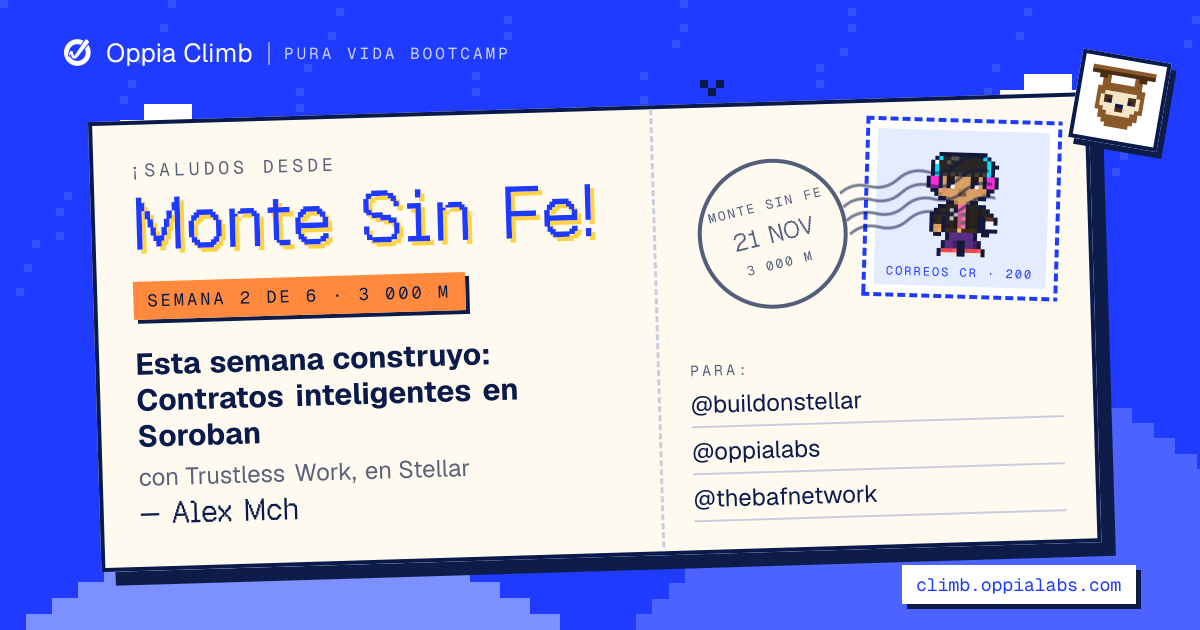 Oppia Climb
PURA VIDA BOOTCAMP
¡SALUDOS DESDE
Monte Sin Fe!
SEMANA 2 DE 6 · 3 000 M
Esta semana construyo:
Contratos inteligentes en
Soroban
con Trustless Work, en Stellar
— Alex Mch
MONTE SIN FE
21 NOV
3 000 M
CORREOS CR · 200
PARA:
@buildonstellar
@oppialabs
@thebafnetwork
climb.oppialabs.com